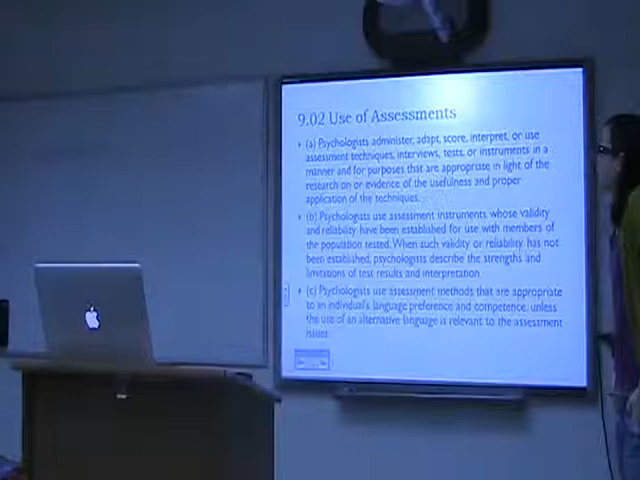 9.02 Use of Assessments
• (a) Psychologists administer, adapt, score, interpret, or use
assessment techniques, interviews, tests, or instruments in a
manner and for purposes that are appropriate in light of the
research on or evidence of the usefulness and proper
application of the techniques.
• (b) Psychologists use assessment instruments whose validity
and reliability have been established for use with members of
the population tested. When such validity or reliability has not
been established, psychologists describe the strengths and
limitations of test results and interpretation.
• (c) Psychologists use assessment methods that are appropriate
to an individual's language preference and competence, unless
the use of an alternative language is relevant to the assessment
issues